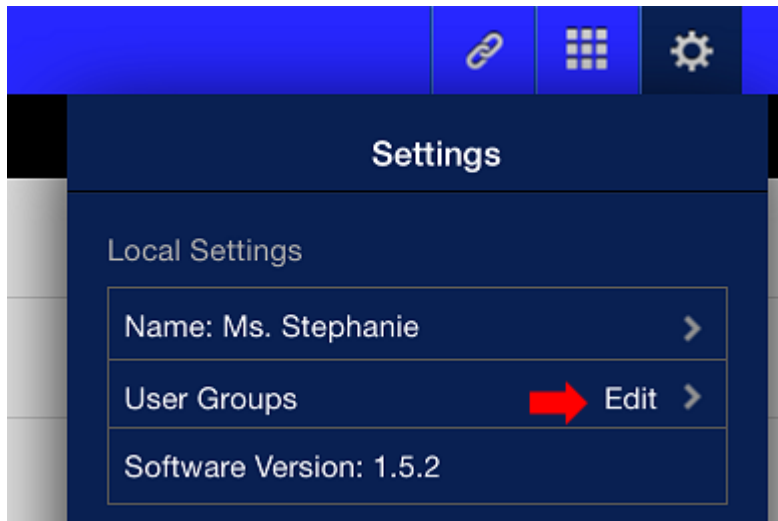 Settings
Local Settings
Name: Ms. Stephanie
User Groups Edit
Software Version: 1.5.2